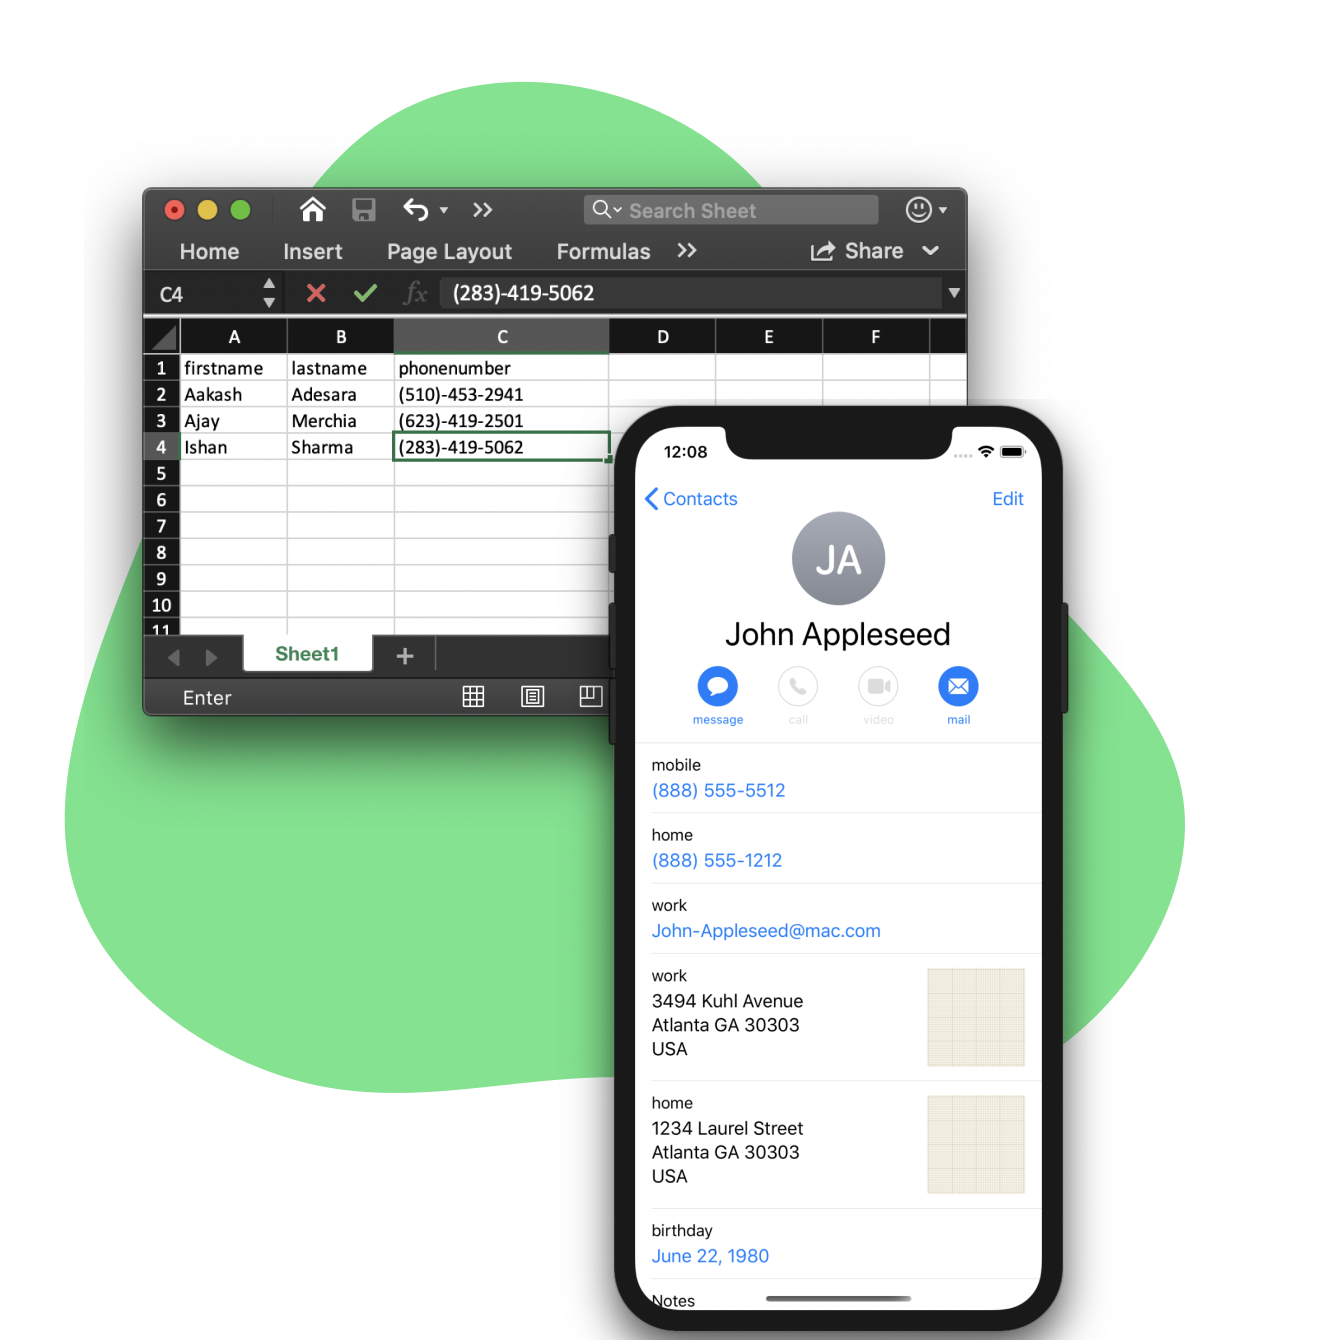 Search Sheet
Home Insert Page Layout Formulas Share
C4 fx (283)-419-5062
A B C D E F
1 firstname lastname phonenumber
2 Aakash Adesara (510)-453-2941
3 Ajay Merchia (623)-419-2501
4 Ishan Sharma (283)-419-5062
5
6
7
8
9
10
11
Sheet1 +
Enter
12:08
Contacts Edit
JA
John Appleseed
message call video mail
mobile
(888) 555-5512
home
(888) 555-1212
work
John-Appleseed@mac.com
work
3494 Kuhl Avenue
Atlanta GA 30303
USA
home
1234 Laurel Street
Atlanta GA 30303
USA
birthday
June 22, 1980
Notes